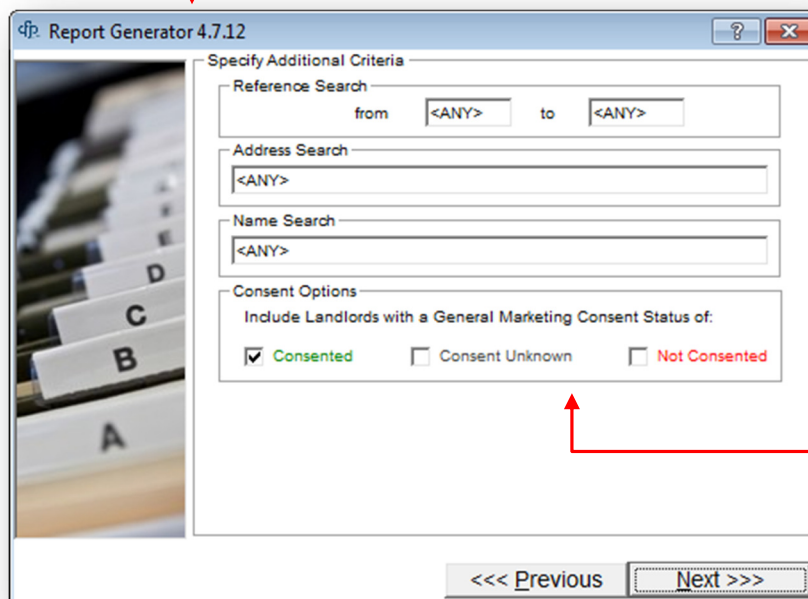 dfp. Report Generator 4.7.12
Specify Additional Criteria
Reference Search
from <ANY> to <ANY>
Address Search
<ANY>
Name Search
<ANY>
Consent Options
Include Landlords with a General Marketing Consent Status of:
Consented Consent Unknown Not Consented
E
D
C
B
A
<<< Previous Next >>>